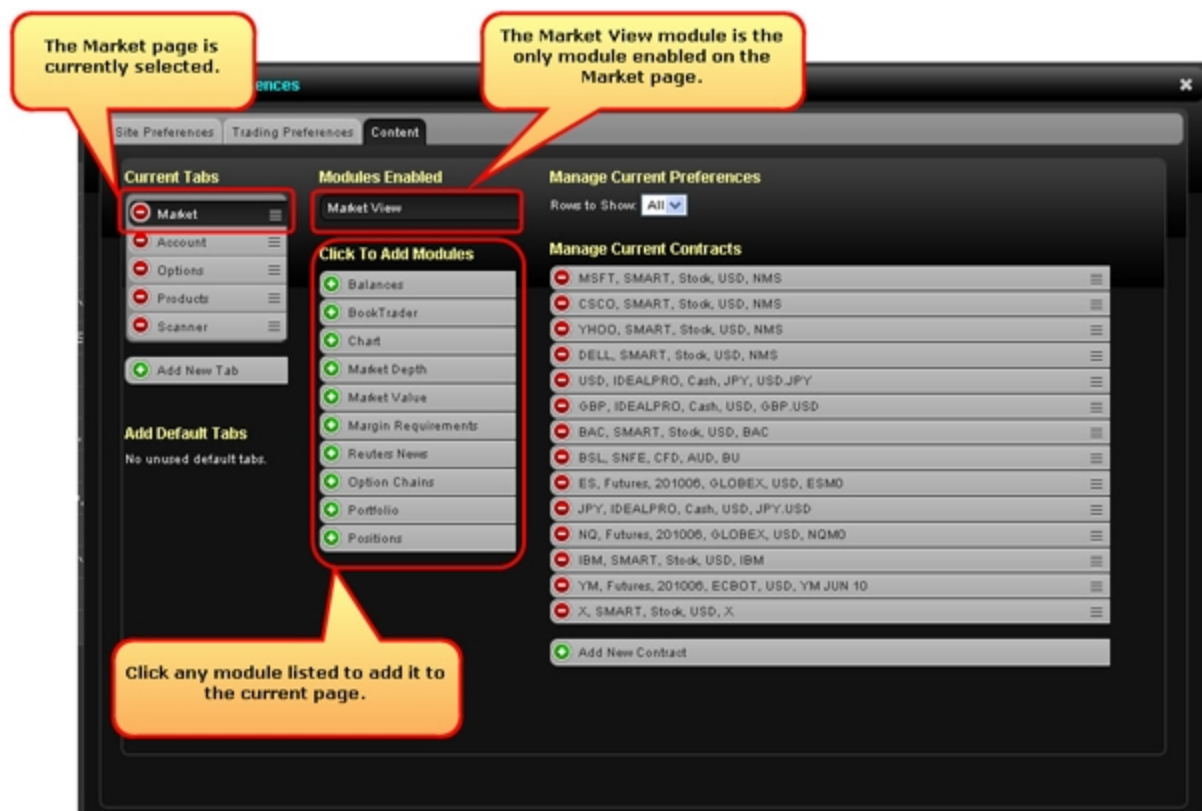 The Market page is
currently selected.
The Market View module is the
only module enabled on the
Market page.
ences
Site Preferences
Trading Preferences
Content
Current Tabs
Market
Account
Options
Products
Scanner
Add New Tab
Add Default Tabs
No unused default tabs.
Modules Enabled
Market View
Click To Add Modules
Balances
BookTrader
Chart
Market Depth
Market Value
Margin Requirements
Reuters News
Option Chains
Portfolio
Positions
Manage Current Preferences
Rows to Show: All
Manage Current Contracts
MSFT, SMART, Stock, USD, NMS
CSCO, SMART, Stock, USD, NMS
YHOO, SMART, Stock, USD, NMS
DELL, SMART, Stock, USD, NMS
USD, IDEALPRO, Cash, JPY, USD.JPY
GBP, IDEALPRO, Cash, USD, GBP.USD
BAC, SMART, Stock, USD, BAC
BSL, SNFE, CFD, AUD, BU
ES, Futures, 201006, GLOBEX, USD, ESM0
JPY, IDEALPRO, Cash, USD, JPY.USD
NQ, Futures, 201006, GLOBEX, USD, NQM0
IBM, SMART, Stock, USD, IBM
YM, Futures, 201006, ECBOT, USD, YM JUN 10
X, SMART, Stock, USD, X
Add New Contract
Click any module listed to add it to
the current page.